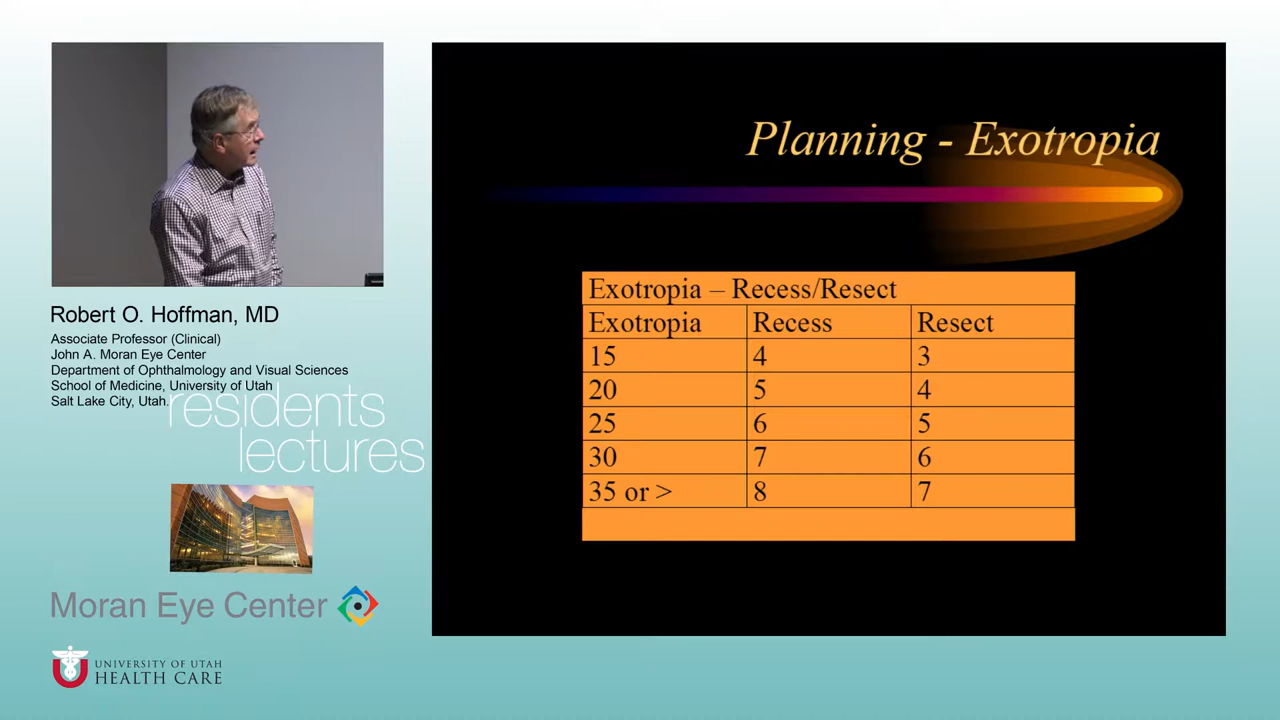 Planning - Exotropia
Exotropia – Recess/Resect
Exotropia Recess Resect
15 4 3
20 5 4
25 6 5
30 7 6
35 or > 8 7
Robert O. Hoffman, MD
Associate Professor (Clinical)
John A. Moran Eye Center
Department of Ophthalmology and Visual Sciences
School of Medicine, University of Utah
Salt Lake City, Utah.
residents
lectures
Moran Eye Center
UNIVERSITY OF UTAH
HEALTH CARE